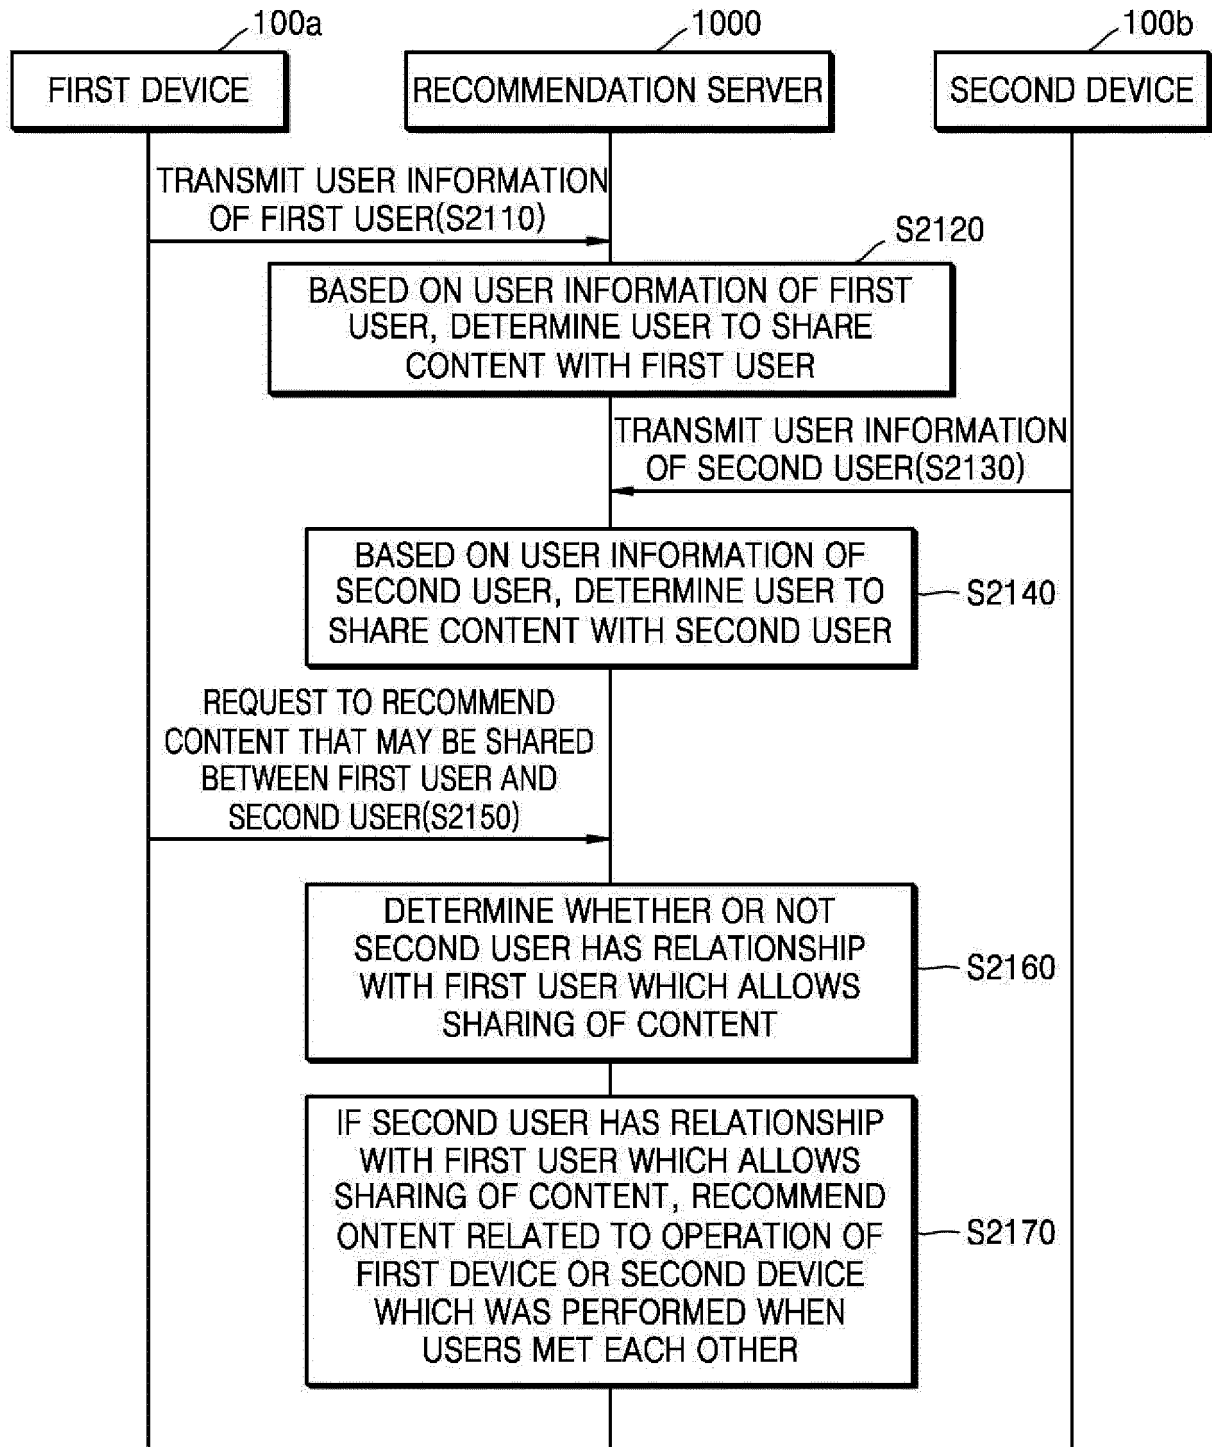 100a
1000
100b
FIRST DEVICE
RECOMMENDATION SERVER
SECOND DEVICE
TRANSMIT USER INFORMATION
OF FIRST USER(S2110)
S2120
BASED ON USER INFORMATION OF FIRST
USER, DETERMINE USER TO SHARE
CONTENT WITH FIRST USER
TRANSMIT USER INFORMATION
OF SECOND USER(S2130)
BASED ON USER INFORMATION OF
SECOND USER, DETERMINE USER TO
SHARE CONTENT WITH SECOND USER
S2140
REQUEST TO RECOMMEND
CONTENT THAT MAY BE SHARED
BETWEEN FIRST USER AND
SECOND USER(S2150)
DETERMINE WHETHER OR NOT
SECOND USER HAS RELATIONSHIP
WITH FIRST USER WHICH ALLOWS
SHARING OF CONTENT
S2160
IF SECOND USER HAS RELATIONSHIP
WITH FIRST USER WHICH ALLOWS
SHARING OF CONTENT, RECOMMEND
ONTENT RELATED TO OPERATION OF
FIRST DEVICE OR SECOND DEVICE
WHICH WAS PERFORMED WHEN
USERS MET EACH OTHER
S2170